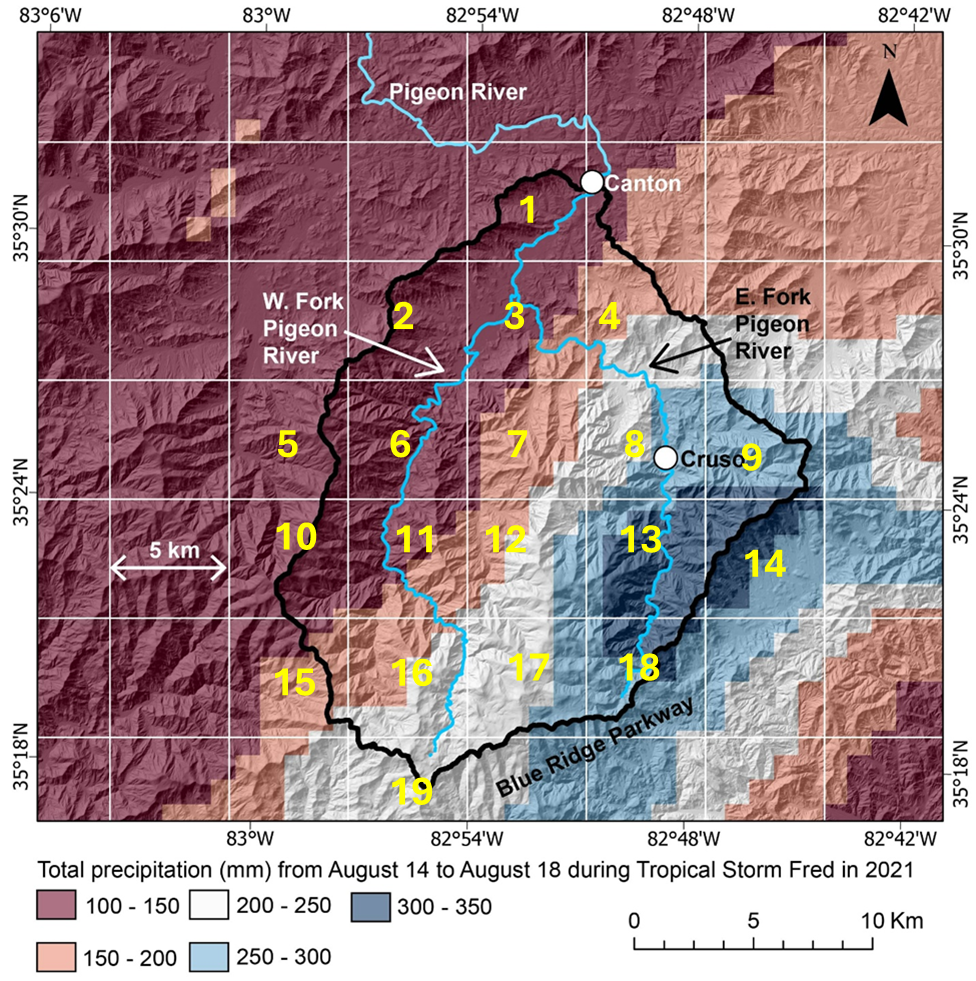 83°6'W 83°W 82°54'W 82°48'W 82°42'W
N
Pigeon River
Canton
1
35°30'N
35°30'N
W. Fork
Pigeon
River
E. Fork
Pigeon
River
2 3 4
5 6 7 8 9
Cruso
35°24'N
35°24'N
10 11 12 13 14
5 km
15 16 17 18
Blue Ridge Parkway
35°18'N
35°18'N
19
83°W 82°54'W 82°48'W 82°42'W
Total precipitation (mm) from August 14 to August 18 during Tropical Storm Fred in 2021
100 - 150 200 - 250 300 - 350
150 - 200 250 - 300
0 5 10 Km